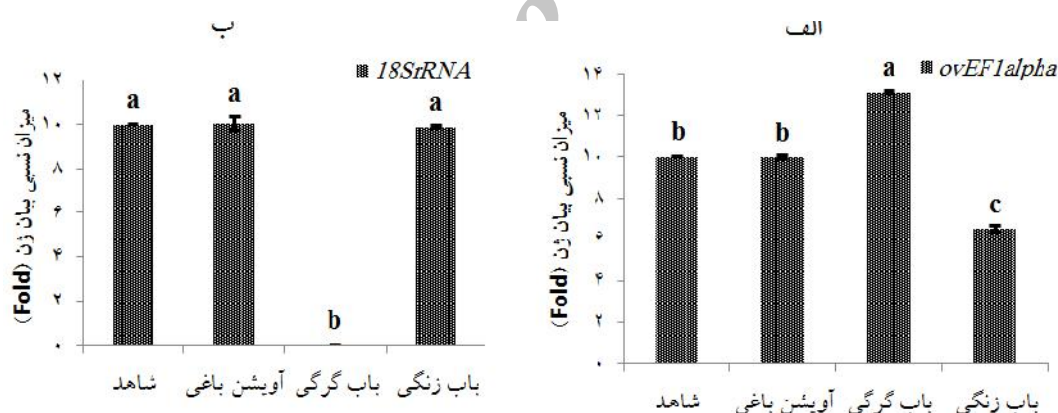 الف
ovEF1alpha
میزان نسبی بیان ژن (Fold)
۱۴
۱۲
۱۰
۸
۶
۴
۲
۰
b
b
a
c
شاهد
آویشن باغی
باب گرگی
باب زنگی
ب
18SrRNA
میزان نسبی بیان ژن (Fold)
۱۲
۱۰
۸
۶
۴
۲
۰
a
a
b
a
شاهد
آویشن باغی
باب گرگی
باب زنگی